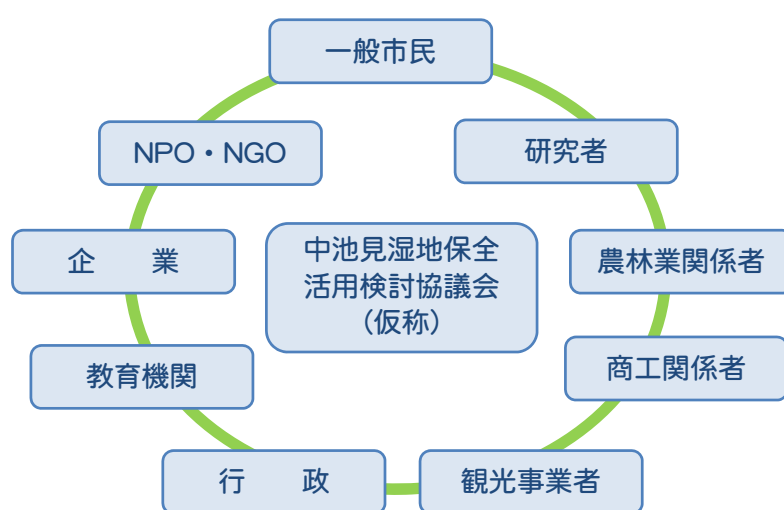 一般市民
NPO・NGO
研究者
企　業
中池見湿地保全
活用検討協議会
（仮称）
農林業関係者
教育機関
商工関係者
行　政
観光事業者